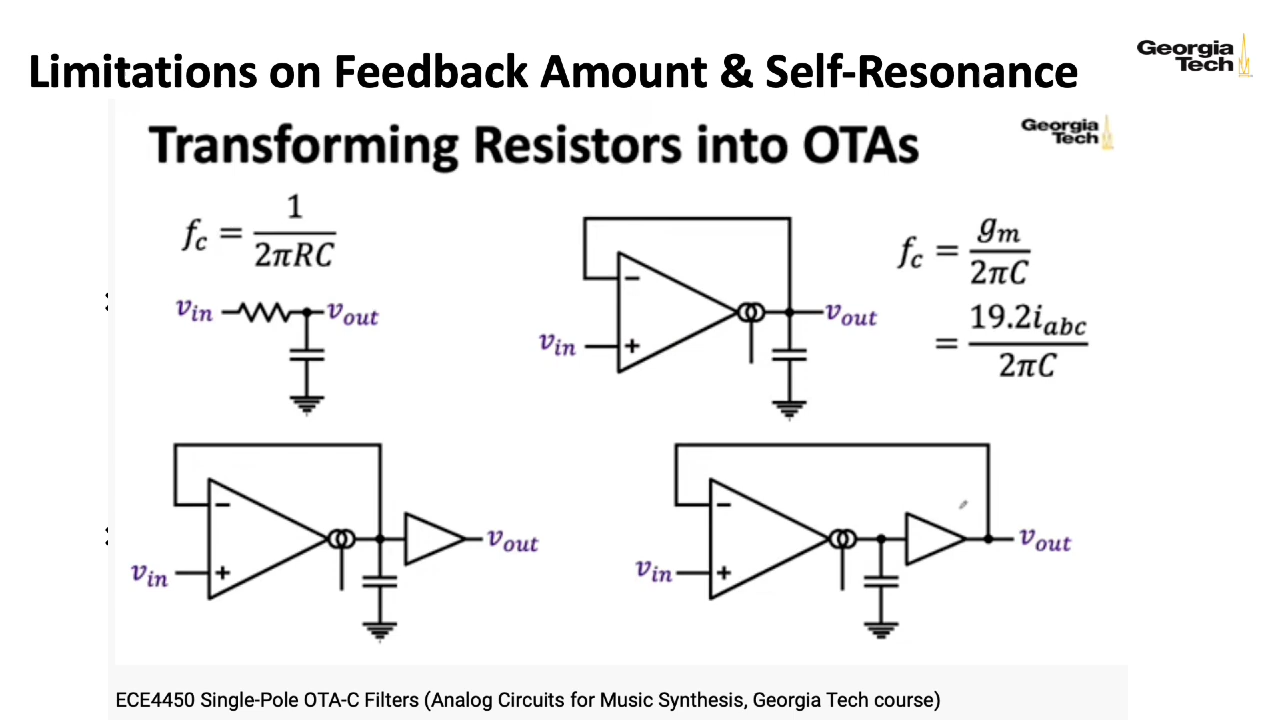 Limitations on Feedback Amount & Self-Resonance
Georgia
Tech
Transforming Resistors into OTAs
Georgia
Tech
f_c = 1 / 2πRC
v_in
v_out
−
+
v_in
v_out
f_c = g_m / 2πC
= 19.2i_abc / 2πC
−
+
v_in
v_out
−
+
v_in
v_out
ECE4450 Single-Pole OTA-C Filters (Analog Circuits for Music Synthesis, Georgia Tech course)